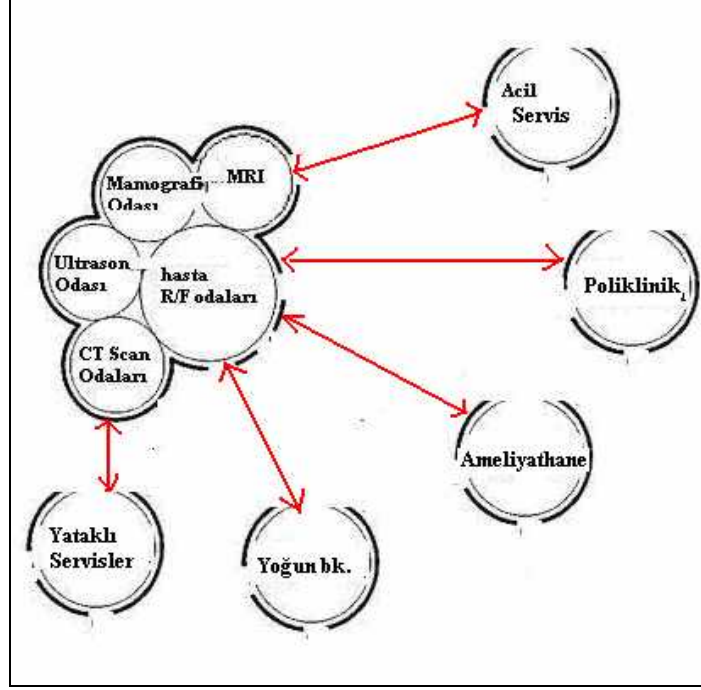 Acil
Servis
MRI
Mamografi
Odası
Ultrason
Odası
hasta
R/F odaları
Poliklinik
CT Scan
Odaları
Ameliyathane
Yataklı
Servisler
Yoğun bk.